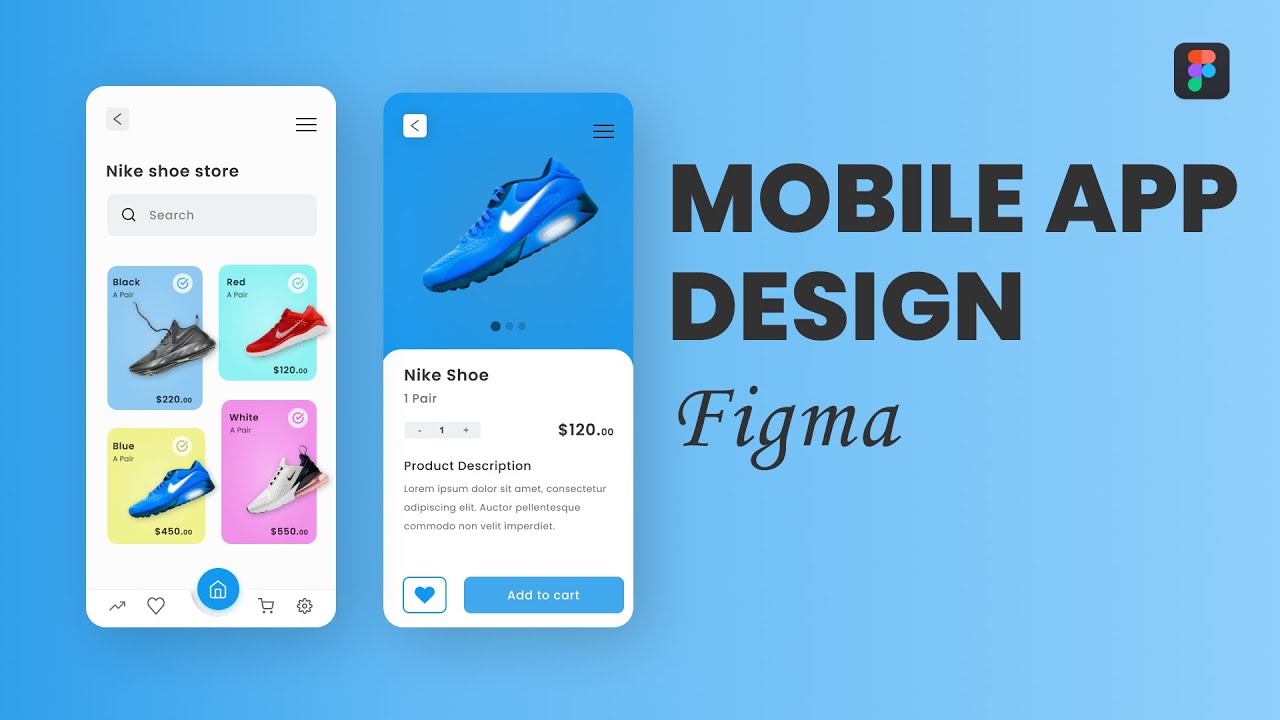 Nike shoe store
Search
Black
A Pair
$220.00
Red
A Pair
$120.00
Blue
A Pair
$450.00
White
A Pair
$550.00
Nike Shoe
1 Pair
- 1 +
$120.00
Product Description
Lorem ipsum dolor sit amet, consectetur
adipiscing elit. Auctor pellentesque
commodo non velit imperdiet.
Add to cart
MOBILE APP
DESIGN
Figma